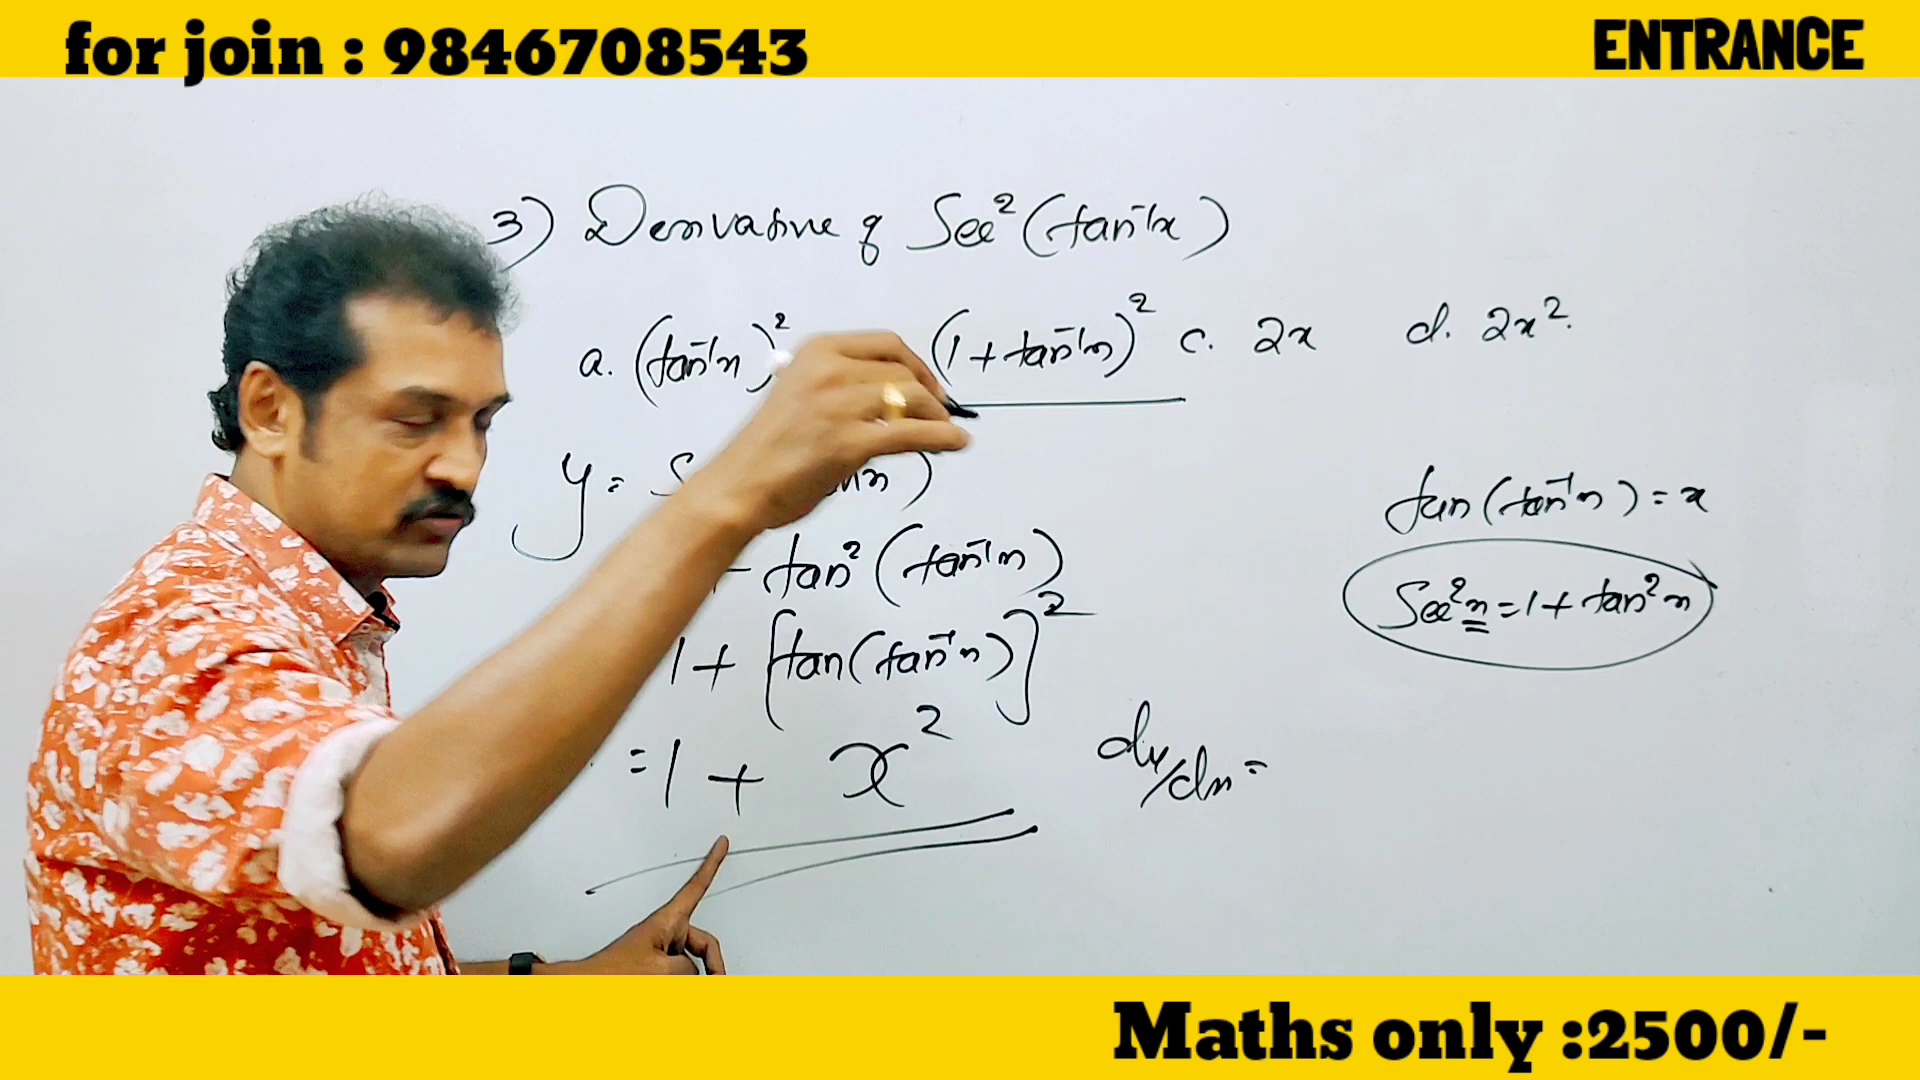 for join : 9846708543
ENTRANCE
3) Derivative of Sec² (tan⁻¹x)
a. (tan⁻¹x)² (1 + tan⁻¹x)² c. 2x d. 2x².
y =
tan² (tan⁻¹x)
1 + [tan(tan⁻¹x)]²
= 1 + x²
dy/dx =
tan (tan⁻¹x) = x
Sec²x = 1 + tan²x
Maths only :2500/-